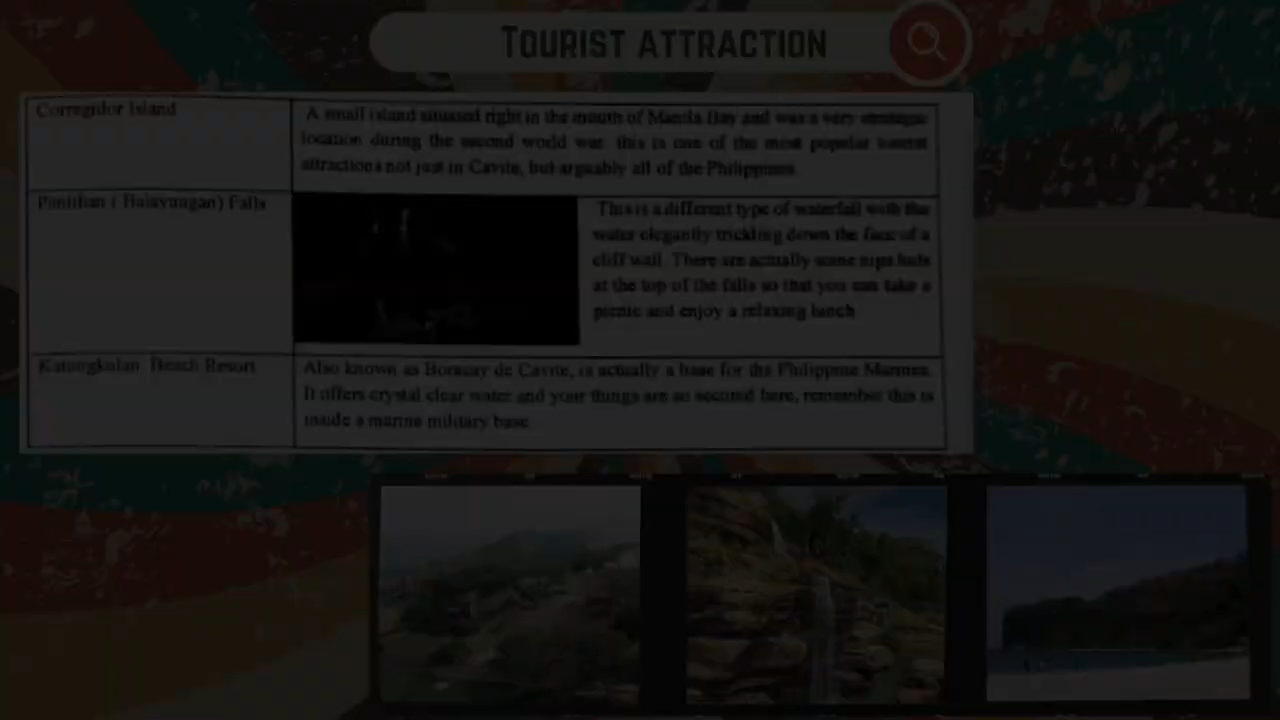 TOURIST ATTRACTION
Corregidor Island
A small island situated right in the mouth of Manila Bay and was a very strategic
location during the second world war. this is one of the most popular tourist
attractions not just in Cavite, but arguably all of the Philippines
( Balayungan) Falls
This is a different type of waterfall with the
water elegantly trickling down the face of a
cliff wall. There are actually some nipa huts
at the top of the falls so that you can take a
picnic and enjoy a relaxing lunch
Katungkulan Beach Resort
Also known as Boracay de Cavite, is actually a base for the Philippine Marines.
It offers crystal clear water and your things are so secured here, remember this is
inside a marine military base